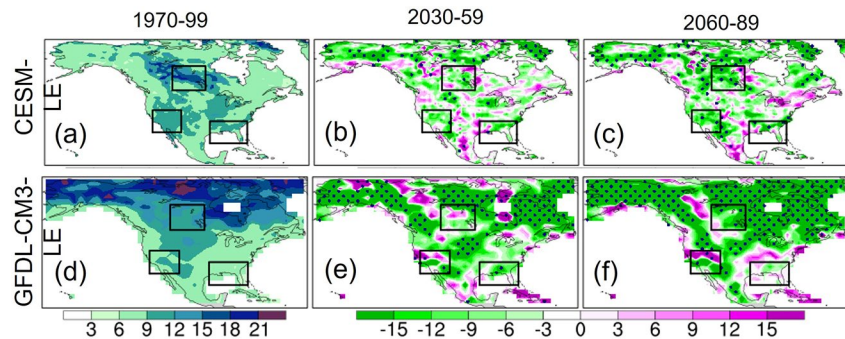 1970-99 2030-59 2060-89
CESM-
LE
(a) (b) (c)
GFDL-CM3-
LE
(d) (e) (f)
3 6 9 12 15 18 21 -15 -12 -9 -6 -3 0 3 6 9 12 15